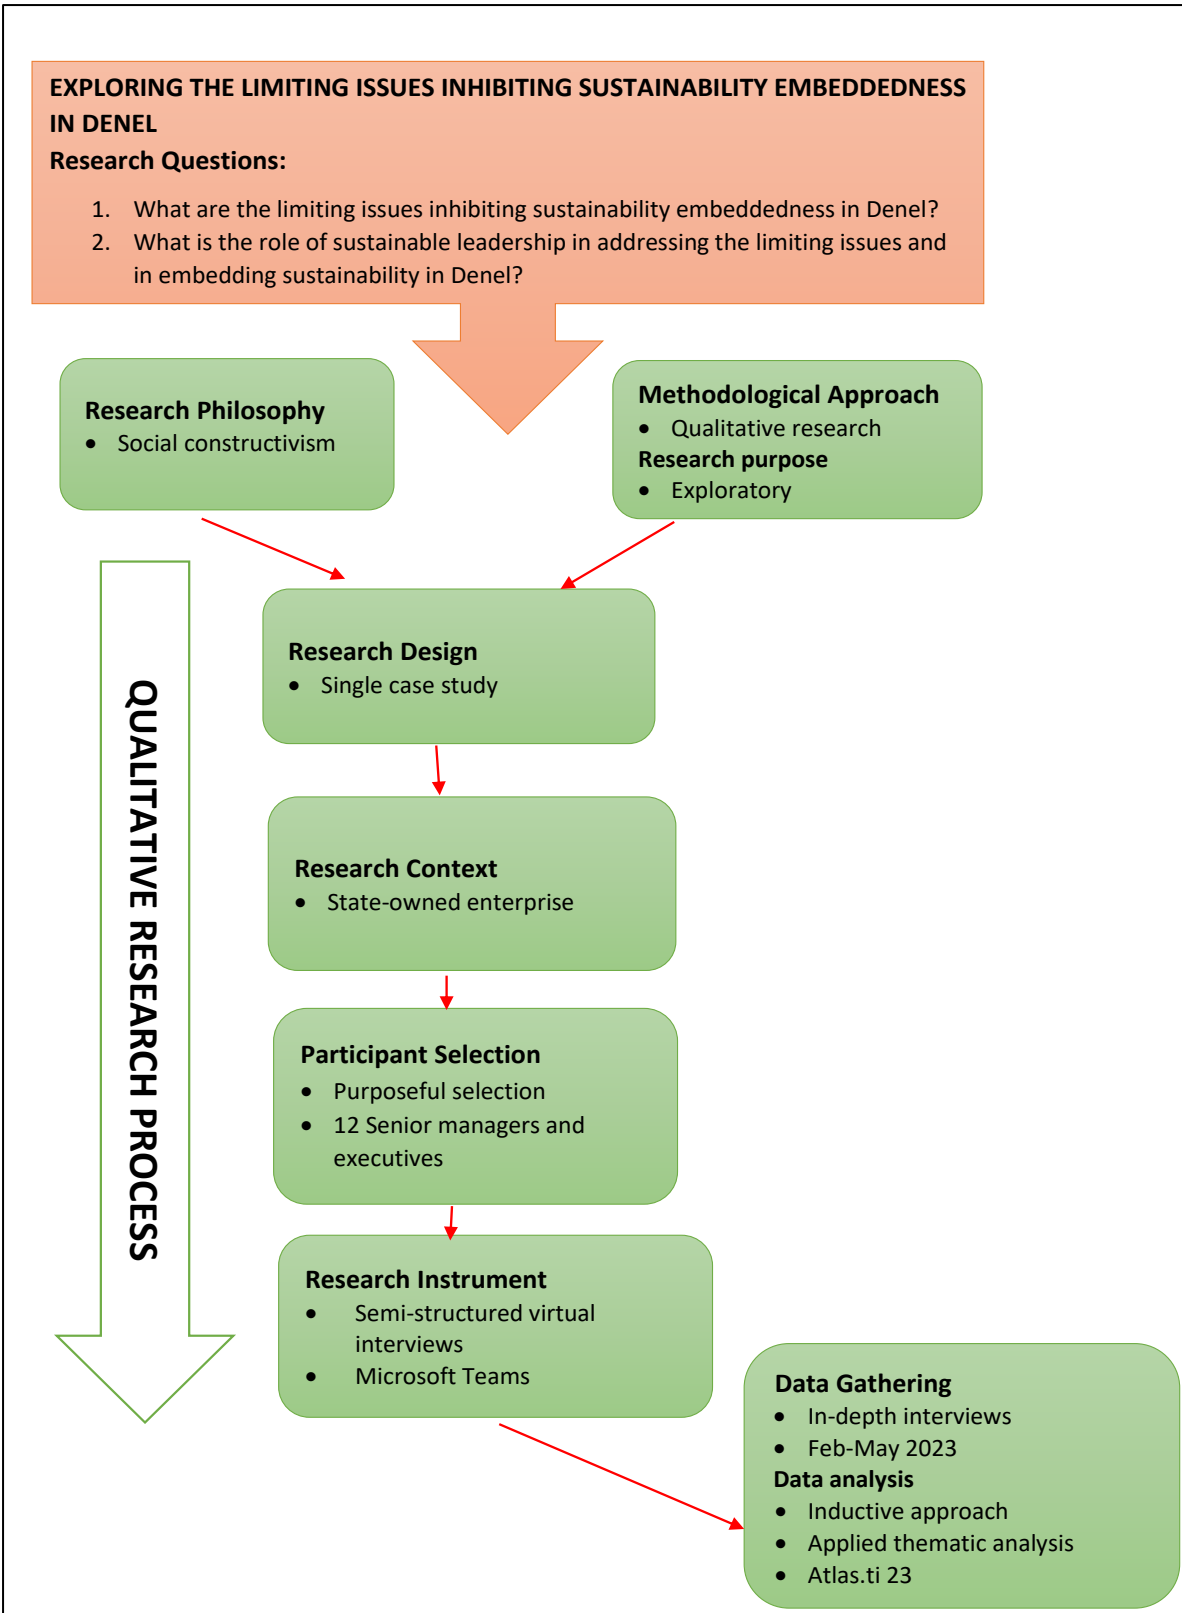 EXPLORING THE LIMITING ISSUES INHIBITING SUSTAINABILITY EMBEDDEDNESS
IN DENEL
Research Questions:
1. What are the limiting issues inhibiting sustainability embeddedness in Denel?
2. What is the role of sustainable leadership in addressing the limiting issues and
in embedding sustainability in Denel?
Research Philosophy
• Social constructivism
Methodological Approach
• Qualitative research
Research purpose
• Exploratory
QUALITATIVE RESEARCH PROCESS
Research Design
• Single case study
Research Context
• State-owned enterprise
Participant Selection
• Purposeful selection
• 12 Senior managers and
executives
Research Instrument
• Semi-structured virtual
interviews
• Microsoft Teams
Data Gathering
• In-depth interviews
• Feb-May 2023
Data analysis
• Inductive approach
• Applied thematic analysis
• Atlas.ti 23